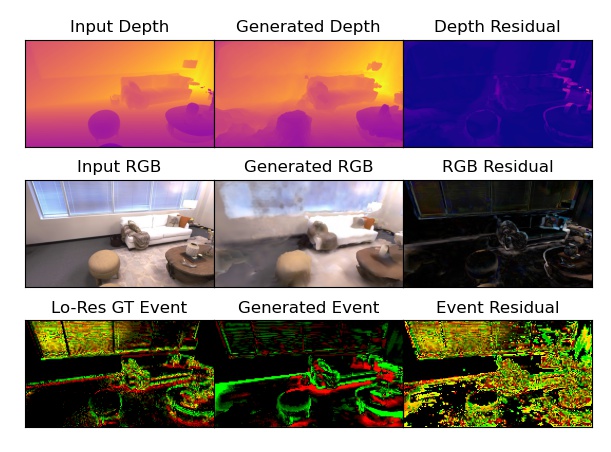 Input Depth
Generated Depth
Depth Residual
Input RGB
Generated RGB
RGB Residual
Lo-Res GT Event
Generated Event
Event Residual